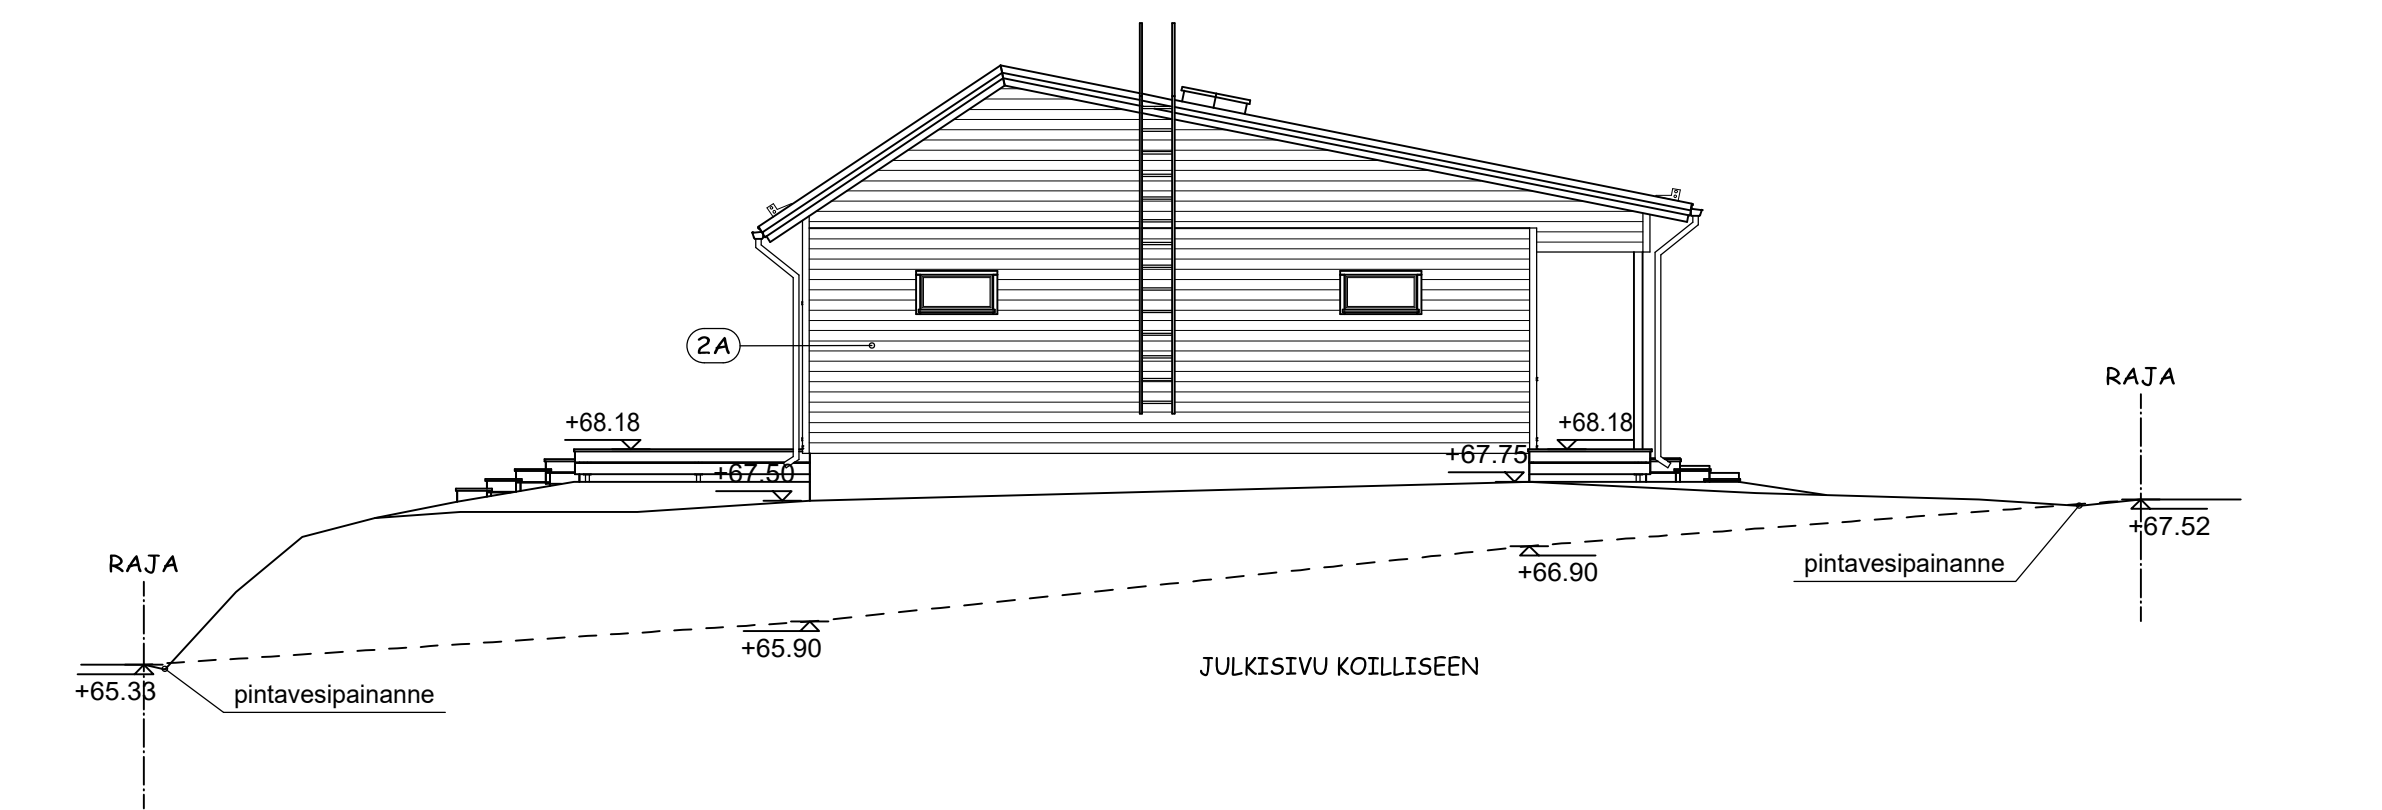 2A
RAJA
+68.18
+68.18
+67.50
+67.75
+67.52
RAJA
pintavesipainanne
+66.90
+65.90
JULKISIVU KOILLISEEN
+65.33
pintavesipainanne